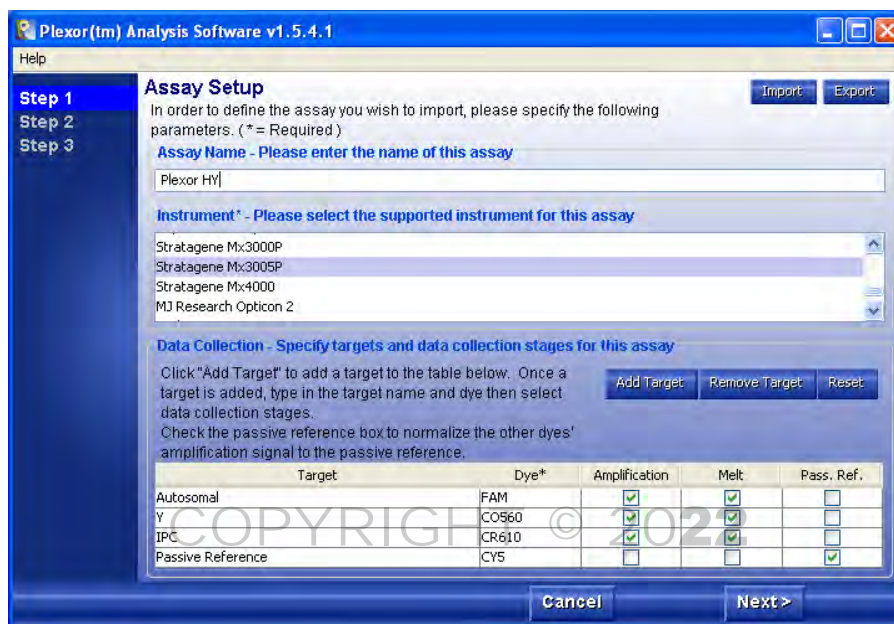 Plexor(tm) Analysis Software v1.5.4.1
Help
Step 1
Step 2
Step 3
Assay Setup
Import
Export
In order to define the assay you wish to import, please specify the following
parameters. ( * = Required )
Assay Name - Please enter the name of this assay
Plexor HY
Instrument* - Please select the supported instrument for this assay
Stratagene Mx3000P
Stratagene Mx3005P
Stratagene Mx4000
MJ Research Opticon 2
Data Collection - Specify targets and data collection stages for this assay
Click "Add Target" to add a target to the table below. Once a
target is added, type in the target name and dye then select
data collection stages.
Check the passive reference box to normalize the other dyes'
amplification signal to the passive reference.
Add Target
Remove Target
Reset
Target Dye* Amplification Melt Pass. Ref.
Autosomal FAM
Y CO560
IPC CR610
Passive Reference CY5
COPYRIGHT © 2022
Cancel
Next >